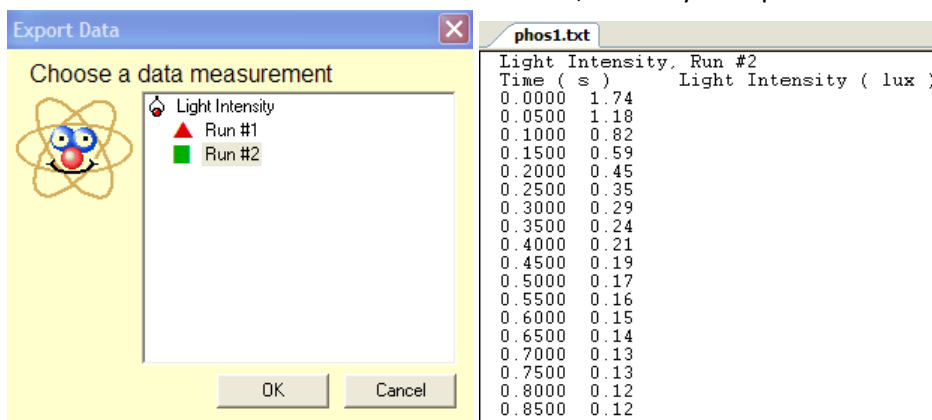 Export Data
Choose a data measurement
Light Intensity
Run #1
Run #2
OK Cancel
phos1.txt
Light Intensity, Run #2
Time ( s ) Light Intensity ( lux )
0.0000 1.74
0.0500 1.18
0.1000 0.82
0.1500 0.59
0.2000 0.45
0.2500 0.35
0.3000 0.29
0.3500 0.24
0.4000 0.21
0.4500 0.19
0.5000 0.17
0.5500 0.16
0.6000 0.15
0.6500 0.14
0.7000 0.13
0.7500 0.13
0.8000 0.12
0.8500 0.12